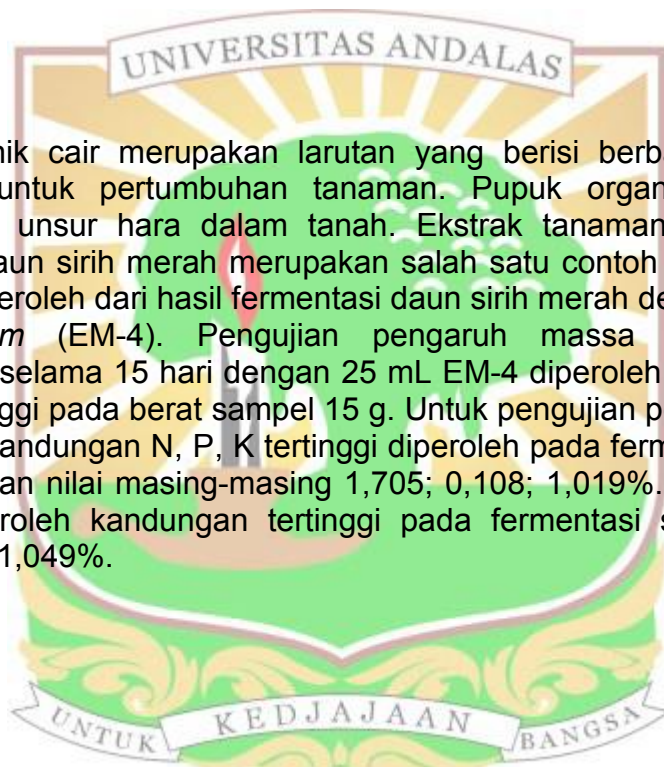 UNIVERSITAS ANDALAS
nik cair merupakan larutan yang berisi berba
untuk pertumbuhan tanaman. Pupuk organ
unsur hara dalam tanah. Ekstrak tanaman
aun sirih merah merupakan salah satu contoh
peroleh dari hasil fermentasi daun sirih merah de
m (EM-4). Pengujian pengaruh massa
selama 15 hari dengan 25 mL EM-4 diperoleh
nggi pada berat sampel 15 g. Untuk pengujian p
kandungan N, P, K tertinggi diperoleh pada ferm
an nilai masing-masing 1,705; 0,108; 1,019%.
roleh kandungan tertinggi pada fermentasi s
1,049%.
UNTUK KEDJAJAAN BANGSA